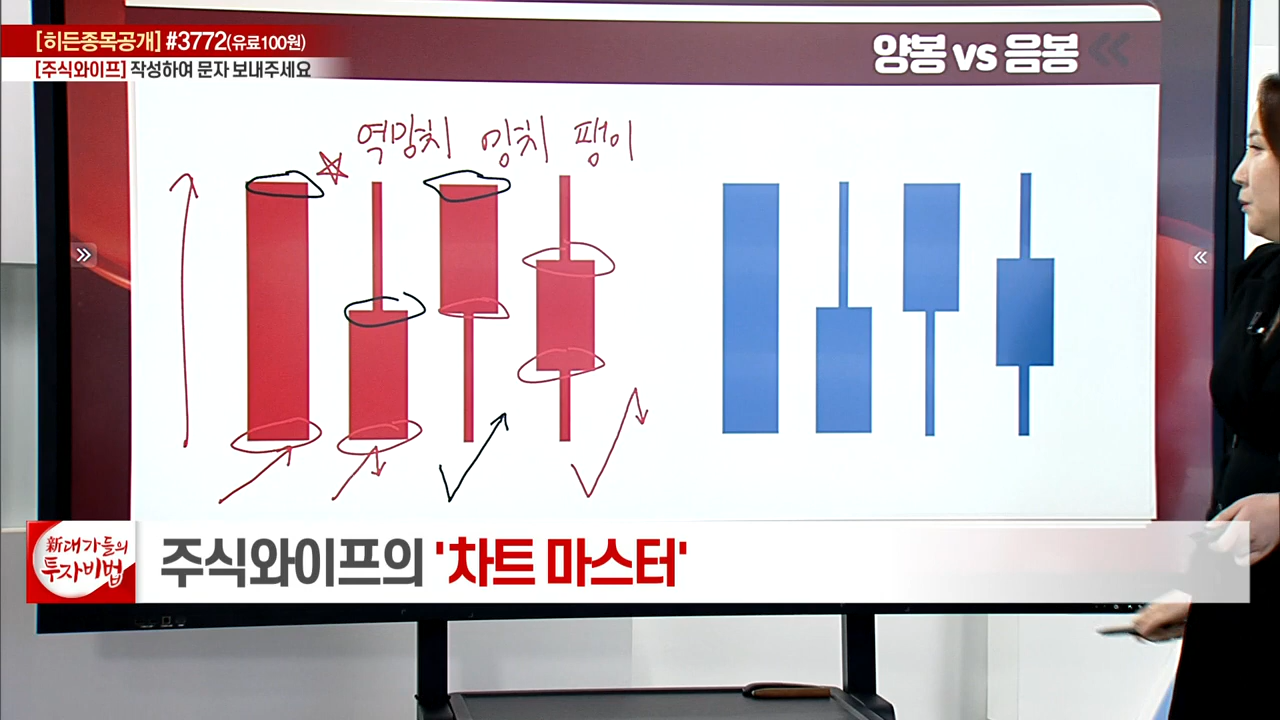 [히든종목공개] #3772(유료100원)
[주식와이프] 작성하여 문자 보내주세요
양봉 vs 음봉
역망치 망치 팽이
新대가들의
투자비법
주식와이프의 '차트 마스터'